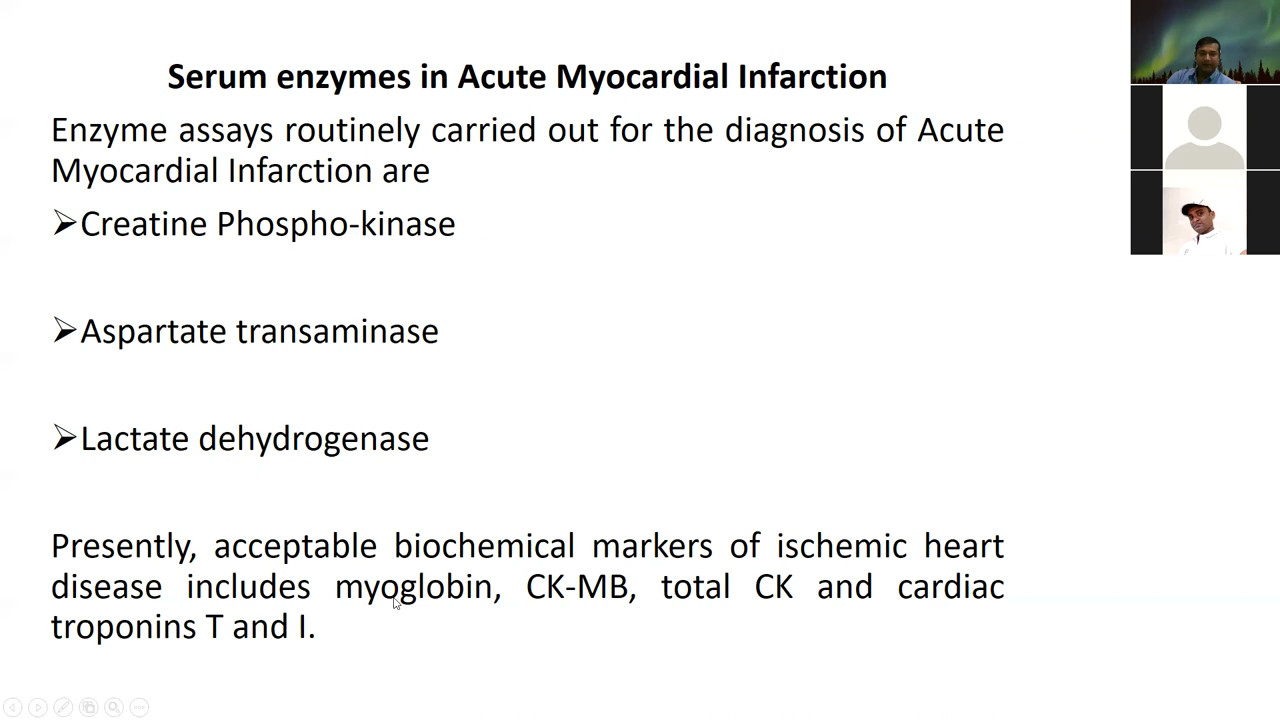 Serum enzymes in Acute Myocardial Infarction
Enzyme assays routinely carried out for the diagnosis of Acute
Myocardial Infarction are
➢Creatine Phospho-kinase
➢Aspartate transaminase
➢Lactate dehydrogenase
Presently, acceptable biochemical markers of ischemic heart
disease includes myoglobin, CK-MB, total CK and cardiac
troponins T and I.